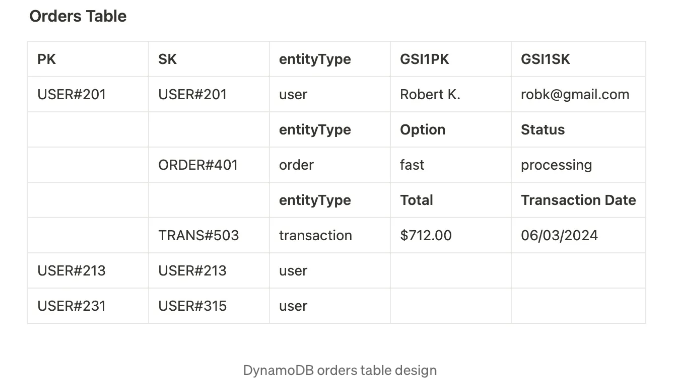 Orders Table
PK SK entityType GSI1PK GSI1SK
USER#201 USER#201 user Robert K. robk@gmail.com
entityType Option Status
ORDER#401 order fast processing
entityType Total Transaction Date
TRANS#503 transaction $712.00 06/03/2024
USER#213 USER#213 user
USER#231 USER#315 user
DynamoDB orders table design